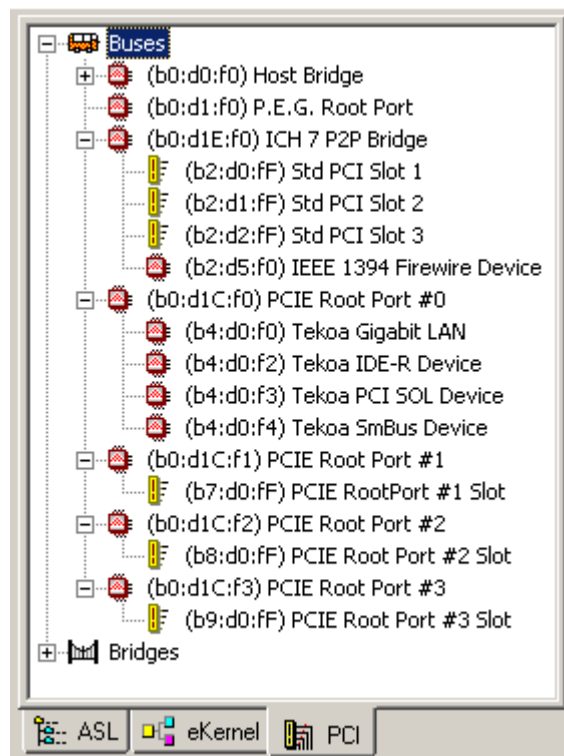 Buses
(b0:d0:f0) Host Bridge
(b0:d1:f0) P.E.G. Root Port
(b0:d1E:f0) ICH 7 P2P Bridge
(b2:d0:fF) Std PCI Slot 1
(b2:d1:fF) Std PCI Slot 2
(b2:d2:fF) Std PCI Slot 3
(b2:d5:f0) IEEE 1394 Firewire Device
(b0:d1C:f0) PCIE Root Port #0
(b4:d0:f0) Tekoa Gigabit LAN
(b4:d0:f2) Tekoa IDE-R Device
(b4:d0:f3) Tekoa PCI SOL Device
(b4:d0:f4) Tekoa SmBus Device
(b0:d1C:f1) PCIE Root Port #1
(b7:d0:fF) PCIE RootPort #1 Slot
(b0:d1C:f2) PCIE Root Port #2
(b8:d0:fF) PCIE Root Port #2 Slot
(b0:d1C:f3) PCIE Root Port #3
(b9:d0:fF) PCIE Root Port #3 Slot
Bridges
ASL eKernel PCI